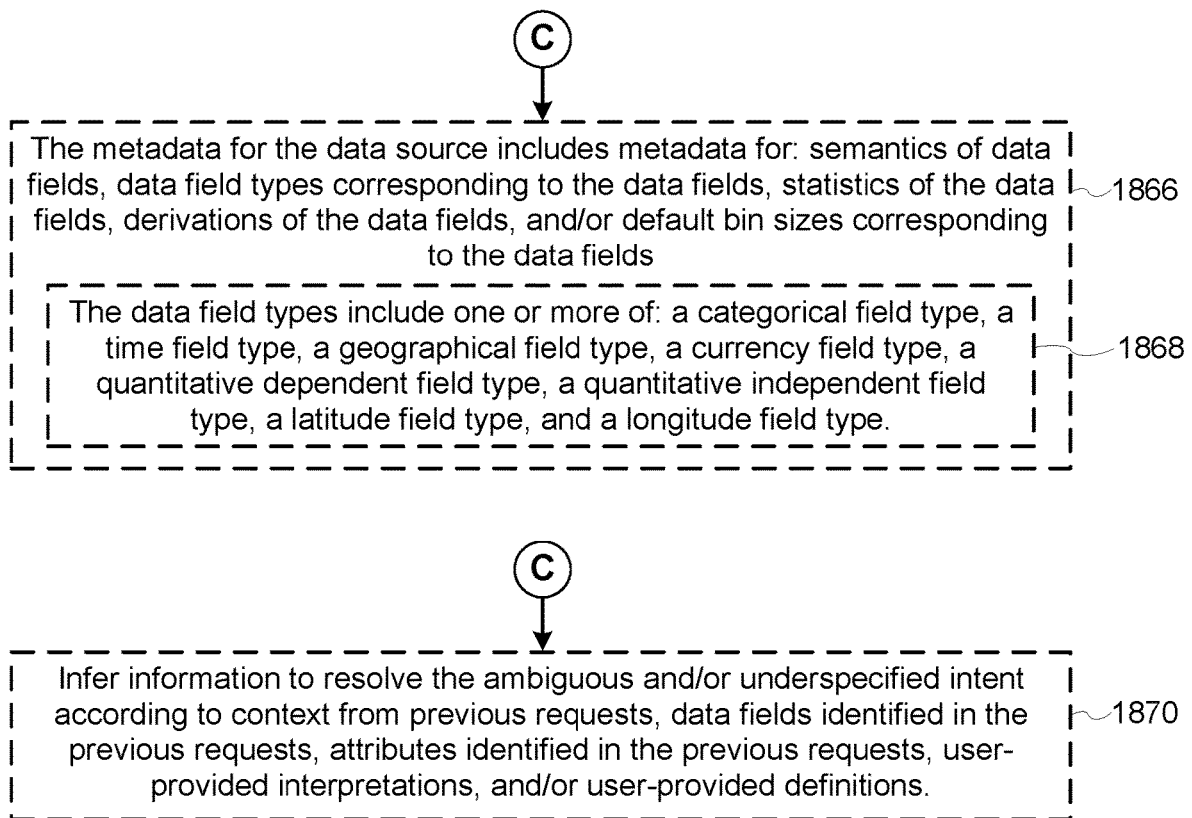 C
The metadata for the data source includes metadata for: semantics of data
fields, data field types corresponding to the data fields, statistics of the data
fields, derivations of the data fields, and/or default bin sizes corresponding
to the data fields
1866
The data field types include one or more of: a categorical field type, a
time field type, a geographical field type, a currency field type, a
quantitative dependent field type, a quantitative independent field
type, a latitude field type, and a longitude field type.
1868
C
Infer information to resolve the ambiguous and/or underspecified intent
according to context from previous requests, data fields identified in the
previous requests, attributes identified in the previous requests, user-
provided interpretations, and/or user-provided definitions.
1870